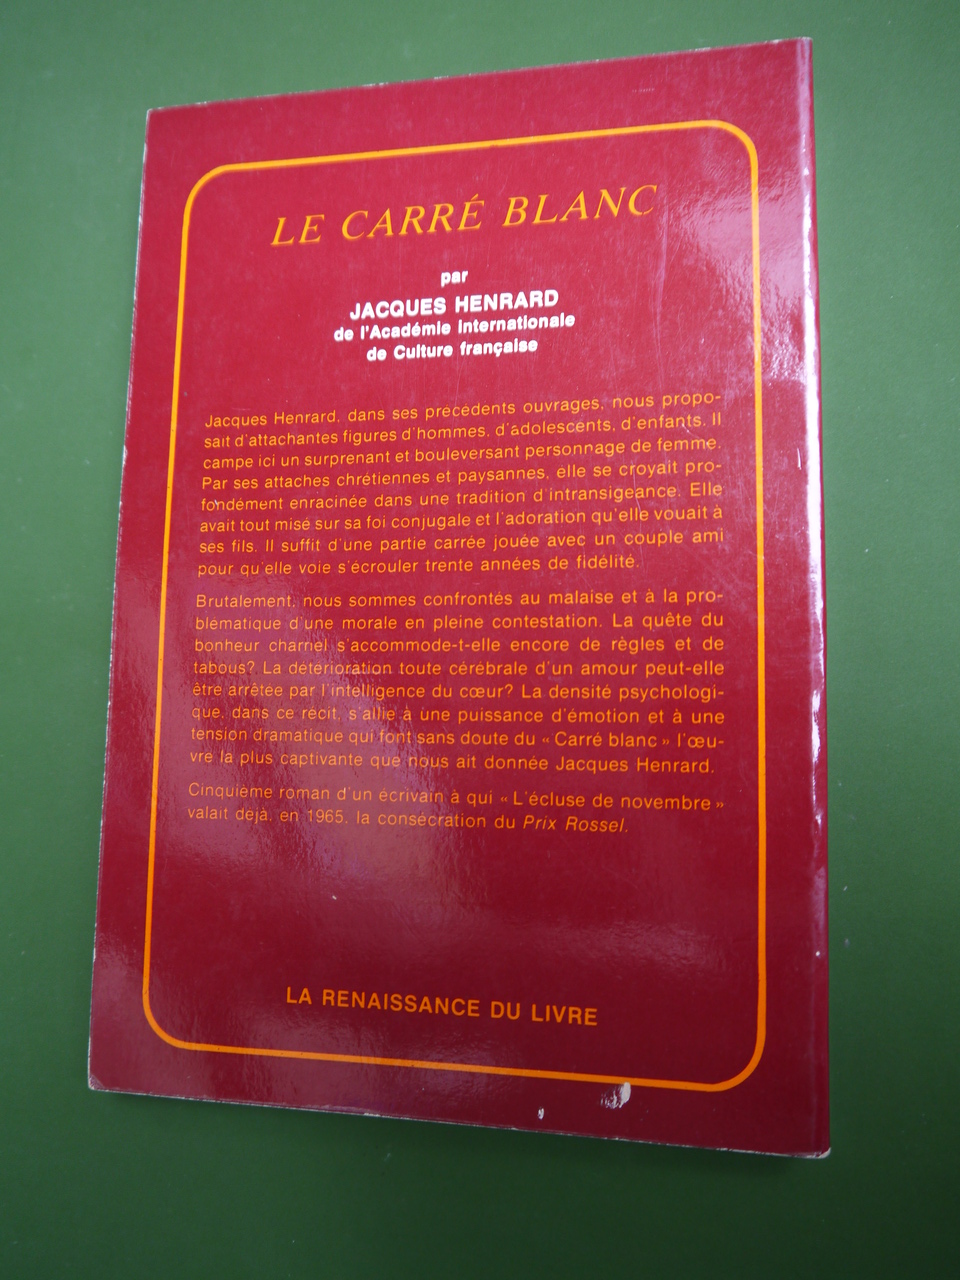 LE CARRÉ BLANC
par
JACQUES HENRARD
de l'Académie Internationale
de Culture française
Jacques Henrard, dans ses précédents ouvrages, nous propo-
sait d'attachantes figures d'hommes, d'adolescents, d'enfants. Il
campe ici un surprenant et bouleversant personnage de femme.
Par ses attaches chrétiennes et paysannes, elle se croyait pro-
fondément enracinée dans une tradition d'intransigeance. Elle
avait tout misé sur sa foi conjugale et l'adoration qu'elle vouait à
ses fils. Il suffit d'une partie carrée jouée avec un couple ami
pour qu'elle voie s'écrouler trente années de fidélité.
Brutalement, nous sommes confrontés au malaise et à la pro-
blématique d'une morale en pleine contestation. La quête du
bonheur charnel s'accommode-t-elle encore de règles et de
tabous? La détérioration toute cérébrale d'un amour peut-elle
être arrêtée par l'intelligence du cœur? La densité psychologi-
que, dans ce récit, s'allie à une puissance d'émotion et à une
tension dramatique qui font sans doute du « Carré blanc » l'œu-
vre la plus captivante que nous ait donnée Jacques Henrard.
Cinquième roman d'un écrivain à qui « L'écluse de novembre »
valait déjà, en 1965, la consécration du Prix Rossel.
LA RENAISSANCE DU LIVRE